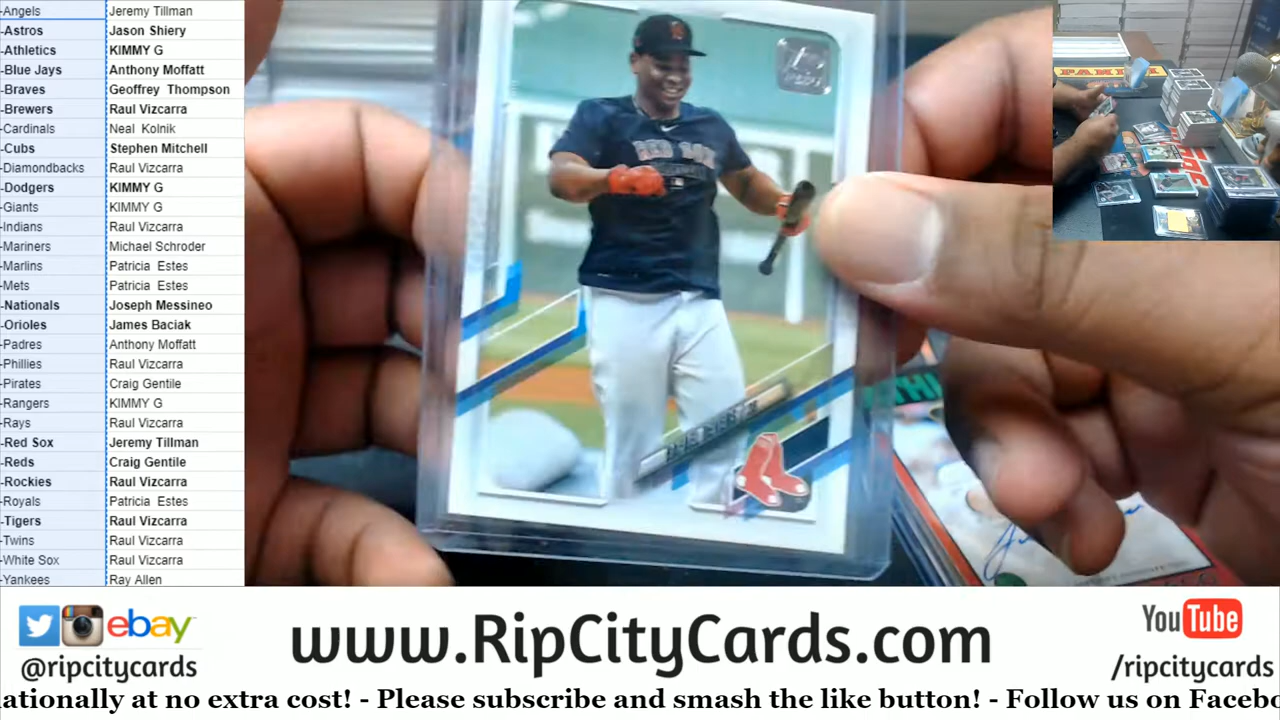 -Angels Jeremy Tillman
-Astros Jason Shiery
-Athletics KIMMY G
-Blue Jays Anthony Moffatt
-Braves Geoffrey Thompson
-Brewers Raul Vizcarra
-Cardinals Neal Kolnik
-Cubs Stephen Mitchell
-Diamondbacks Raul Vizcarra
-Dodgers KIMMY G
-Giants KIMMY G
-Indians Raul Vizcarra
-Mariners Michael Schroder
-Marlins Patricia Estes
-Mets Patricia Estes
-Nationals Joseph Messineo
-Orioles James Baciak
-Padres Anthony Moffatt
-Phillies Raul Vizcarra
-Pirates Craig Gentile
-Rangers KIMMY G
-Rays Raul Vizcarra
-Red Sox Jeremy Tillman
-Reds Craig Gentile
-Rockies Raul Vizcarra
-Royals Patricia Estes
-Tigers Raul Vizcarra
-Twins Raul Vizcarra
-White Sox Raul Vizcarra
-Yankees Ray Allen
RED SOX
RAFAEL DEVERS
PANINI
ebay
@ripcitycards
www.RipCityCards.com
YouTube
/ripcitycards
ationally at no extra cost! - Please subscribe and smash the like button! - Follow us on Facebo